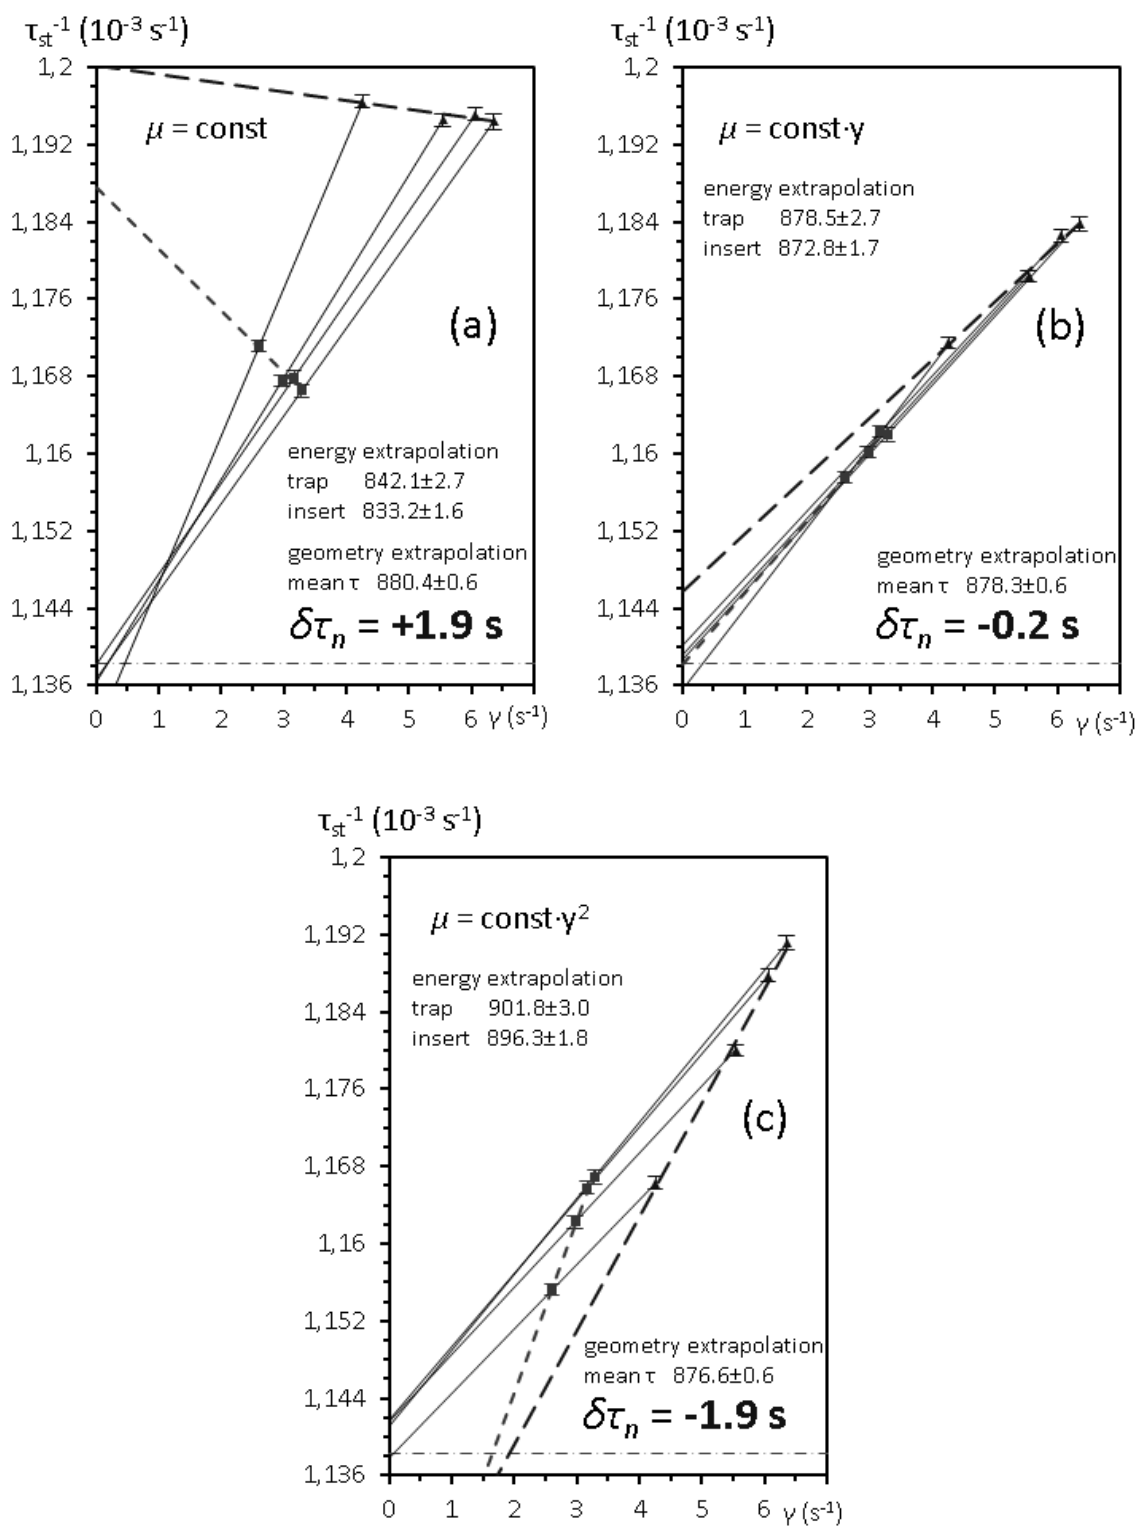 τst⁻¹ (10⁻³ s⁻¹)
1,2
1,192
1,184
1,176
1,168
1,16
1,152
1,144
1,136
0 1 2 3 4 5 6 γ (s⁻¹)
μ = const
(a)
energy extrapolation
trap 842.1±2.7
insert 833.2±1.6
geometry extrapolation
mean τ 880.4±0.6
δτn = +1.9 s
τst⁻¹ (10⁻³ s⁻¹)
1,2
1,192
1,184
1,176
1,168
1,16
1,152
1,144
1,136
0 1 2 3 4 5 6 γ (s⁻¹)
μ = const·y
energy extrapolation
trap 878.5±2.7
insert 872.8±1.7
(b)
geometry extrapolation
mean τ 878.3±0.6
δτn = -0.2 s
τst⁻¹ (10⁻³ s⁻¹)
1,2
1,192
1,184
1,176
1,168
1,16
1,152
1,144
1,136
0 1 2 3 4 5 6 γ (s⁻¹)
μ = const·y²
energy extrapolation
trap 901.8±3.0
insert 896.3±1.8
(c)
geometry extrapolation
mean τ 876.6±0.6
δτn = -1.9 s